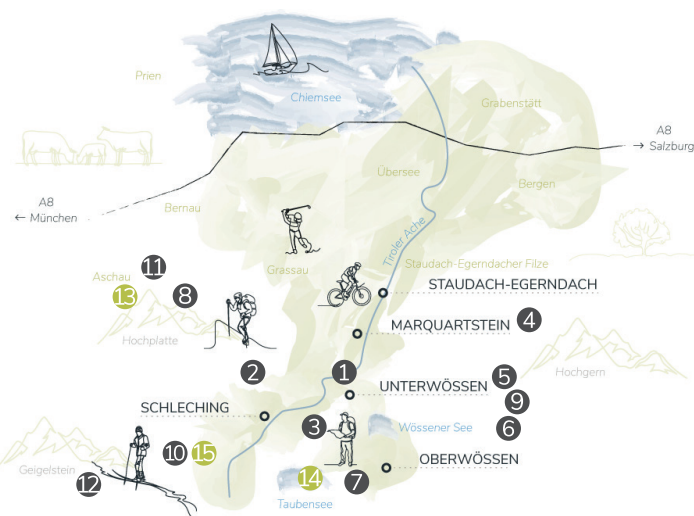 Prien
Chiemsee
Grabenstätt
A8
→ Salzburg
Übersee
Bergen
A8
← München
Bernau
Tiroler Ache
Staudach-Egerndacher Filze
Grassau
Aschau
11
13
8
STAUDACH-EGERNDACH
Hochplatte
MARQUARTSTEIN
4
Hochgern
2
1
5
UNTERWÖSSEN
9
SCHLECHING
3
Wössener See
6
10
15
OBERWÖSSEN
Geigelstein
12
14
7
Taubensee